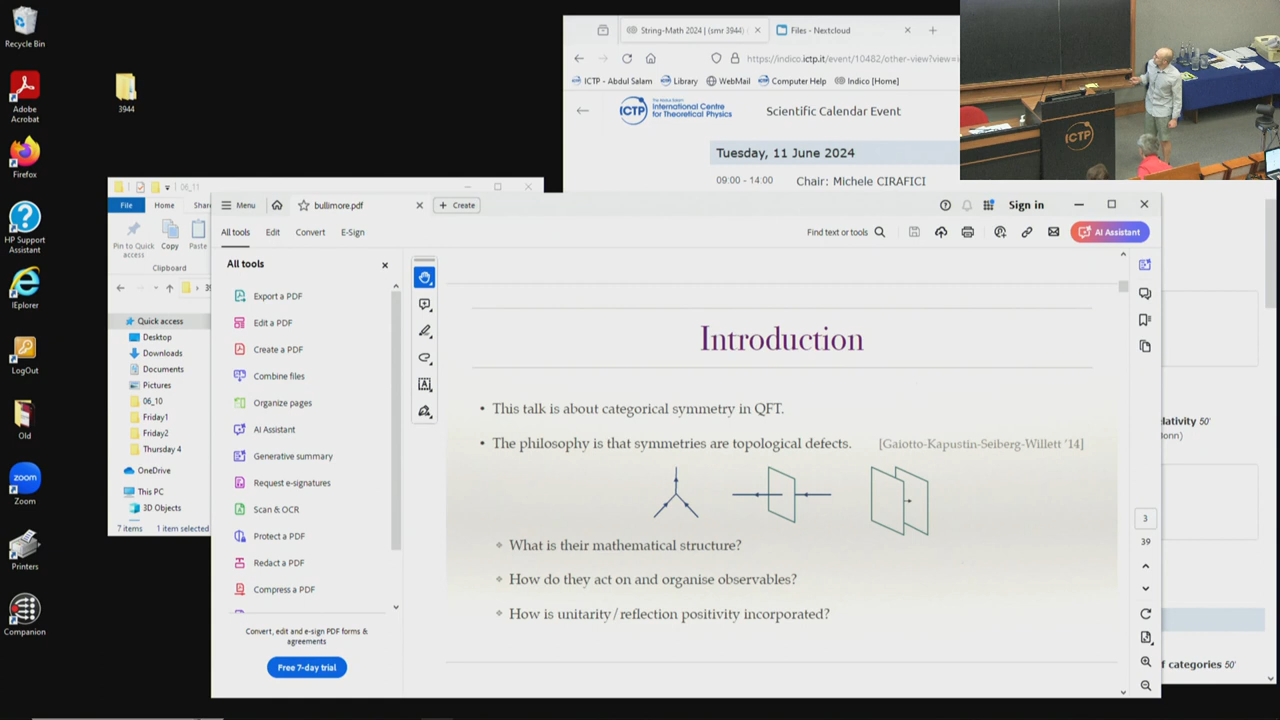 Recycle Bin
Adobe
Acrobat
Firefox
HP Support
Assistant
IExplorer
LogOut
Old
Zoom
Printers
Companion
3944
String-Math 2024 | (smr 3944)
Files - Nextcloud
https://indico.ictp.it/event/10482/other-view?view=
ICTP - Abdul Salam
Library
WebMail
Computer Help
Indico [Home]
ICTP
International Centre
for Theoretical Physics
Scientific Calendar Event
Tuesday, 11 June 2024
09:00 - 14:00
Chair: Michele CIRAFICI
ICTP
06_11
File
Home
Share
Pin to Quick
access
Copy
Paste
Clipboard
Quick access
Desktop
Downloads
Documents
Pictures
06_10
Friday1
Friday2
Thursday 4
OneDrive
This PC
3D Objects
7 items
1 item selected
Menu
bullimore.pdf
Create
Sign in
All tools
Edit
Convert
E-Sign
Find text or tools
AI Assistant
All tools
Export a PDF
Edit a PDF
Create a PDF
Combine files
Organize pages
AI Assistant
Generative summary
Request e-signatures
Scan & OCR
Protect a PDF
Redact a PDF
Compress a PDF
Convert, edit and e-sign PDF forms &
agreements
Free 7-day trial
Introduction
• This talk is about categorical symmetry in QFT.
• The philosophy is that symmetries are topological defects. [Gaiotto-Kapustin-Seiberg-Willett '14]
What is their mathematical structure?
How do they act on and organise observables?
How is unitarity/reflection positivity incorporated?
3
39
relativity 50'
onn)
f categories 50'